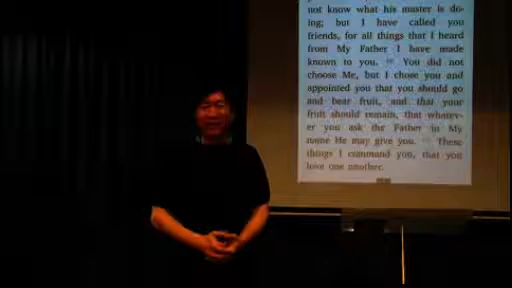 not know what his master is do-
ing; but I have called you
friends, for all things that I heard
from My Father I have made
known to you. You did not
choose Me, but I chose you and
appointed you that you should go
and bear fruit, and that your
fruit should remain, that whatev-
er you ask the Father in My
name He may give you. These
things I command you, that you
love one another.